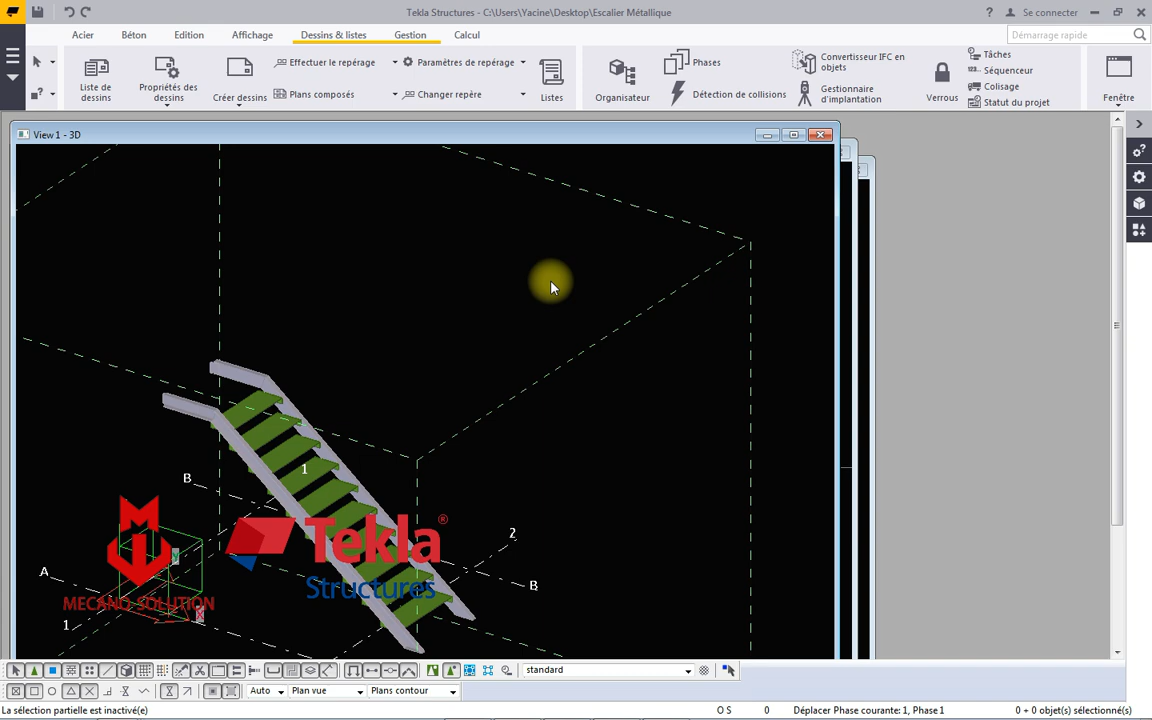 Tekla Structures - C:\Users\Yacine\Desktop\Escalier Métallique
Se connecter
Acier Béton Edition Affichage Dessins & listes Gestion Calcul
Démarrage rapide
Liste de dessins
Propriétés des dessins
Créer dessins
Effectuer le repérage
Plans composés
Paramètres de repérage
Changer repère
Listes
Organisateur
Phases
Détection de collisions
Convertisseur IFC en objets
Gestionnaire d'implantation
Verrous
Tâches
Séquenceur
Colisage
Statut du projet
Fenêtre
View 1 - 3D
1
B
2
A
B
1
Y
X
MECANO SOLUTION
Tekla®
Structures
standard
Auto
Plan vue
Plans contour
La sélection partielle est inactivé(e)
O S
0
Déplacer Phase courante: 1, Phase 1
0 + 0 objet(s) sélectionné(s)